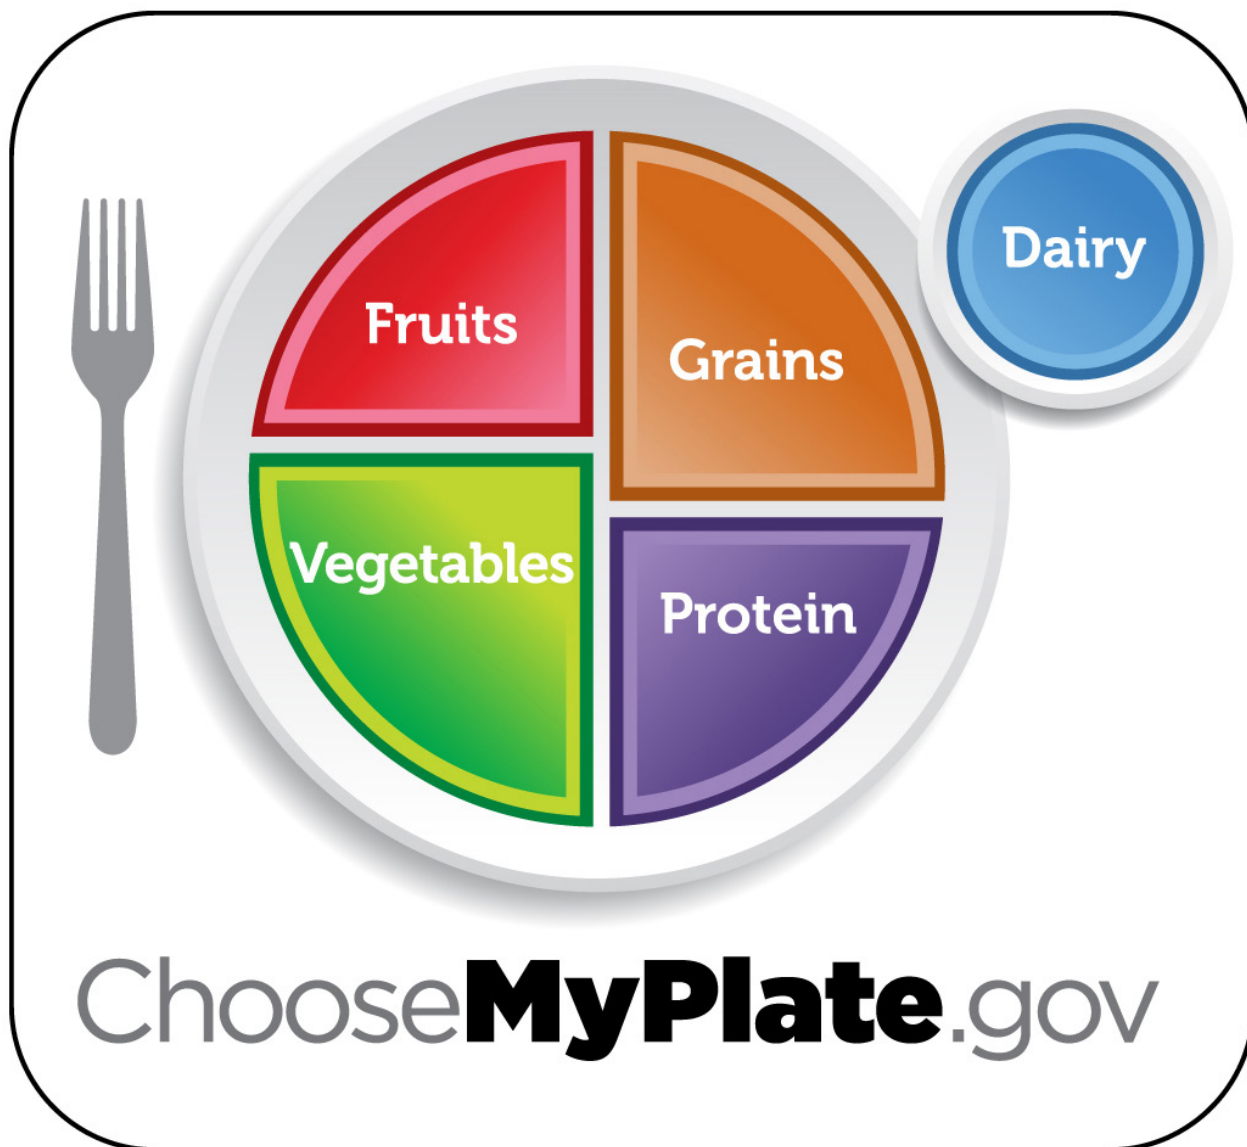 Fruits
Grains
Dairy
Vegetables
Protein
ChooseMyPlate.gov